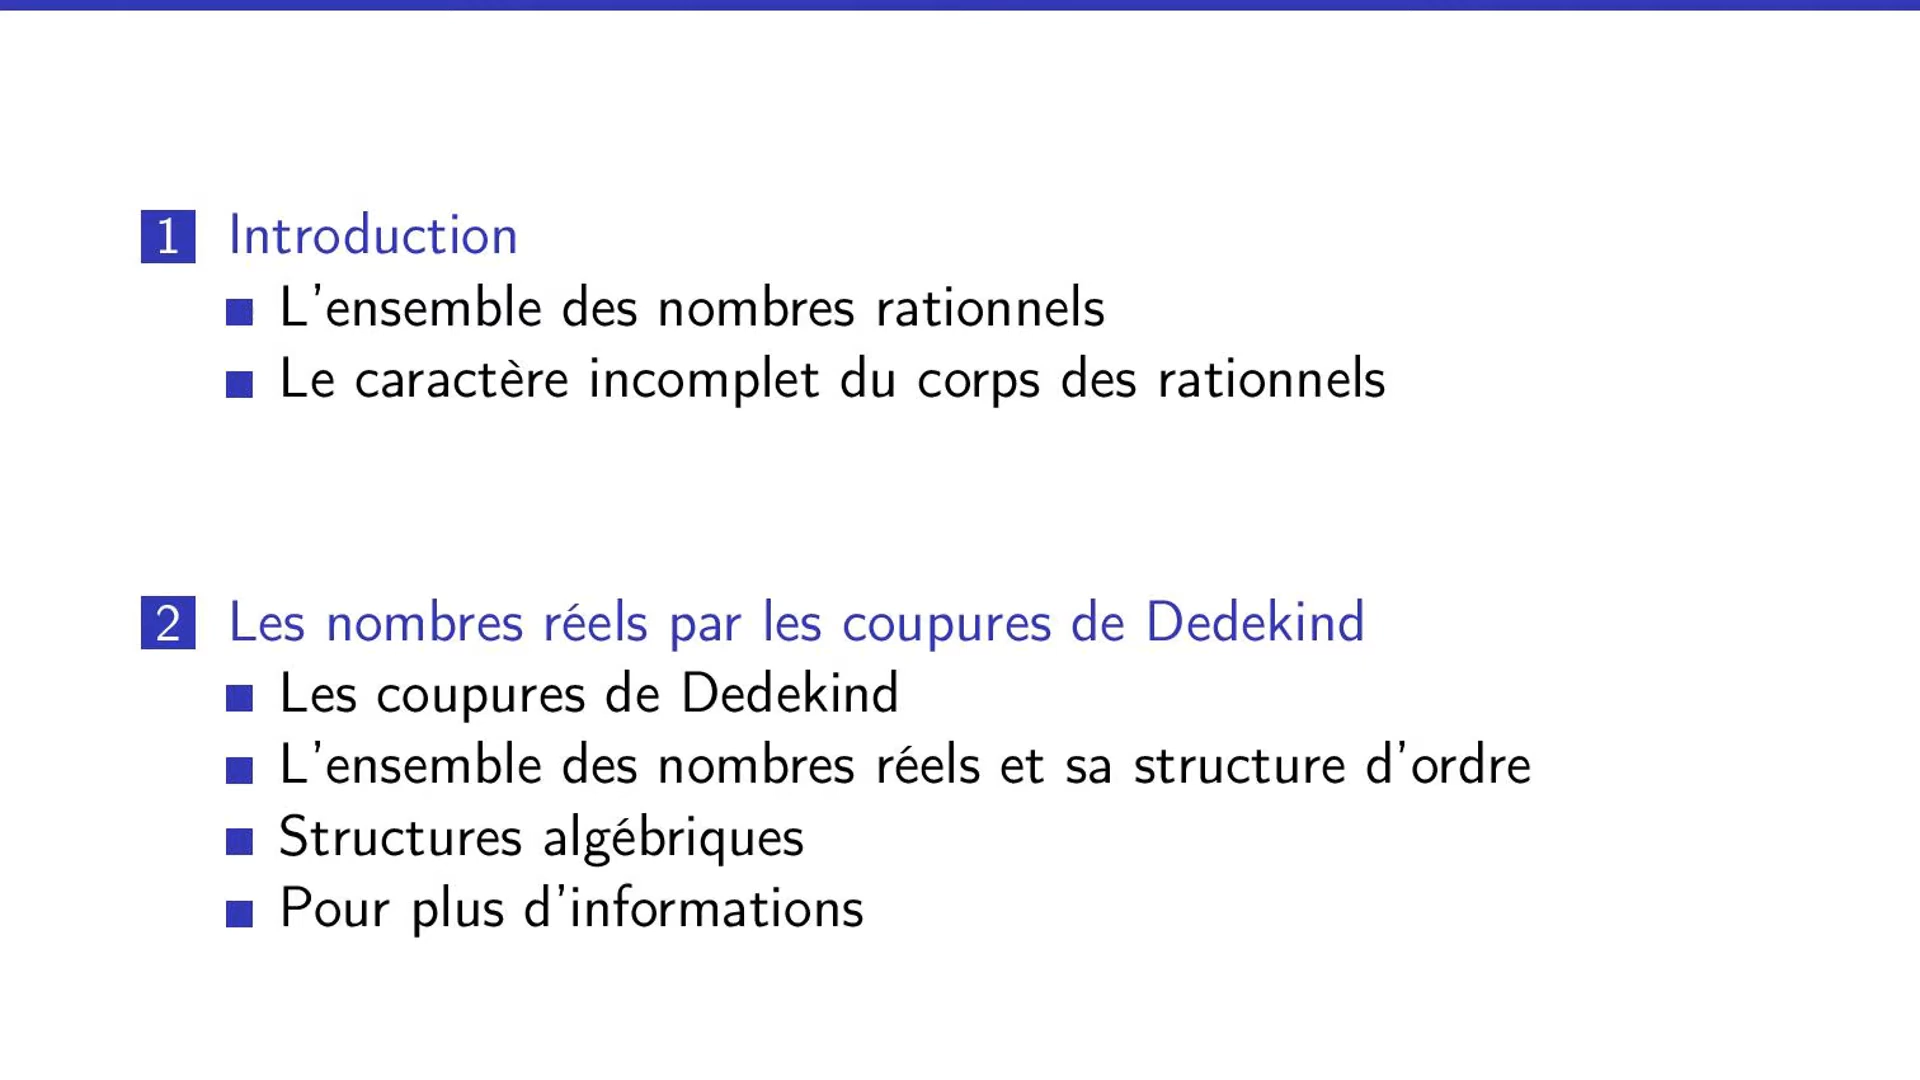 1 Introduction
L'ensemble des nombres rationnels
Le caractère incomplet du corps des rationnels
2 Les nombres réels par les coupures de Dedekind
Les coupures de Dedekind
L'ensemble des nombres réels et sa structure d'ordre
Structures algébriques
Pour plus d'informations